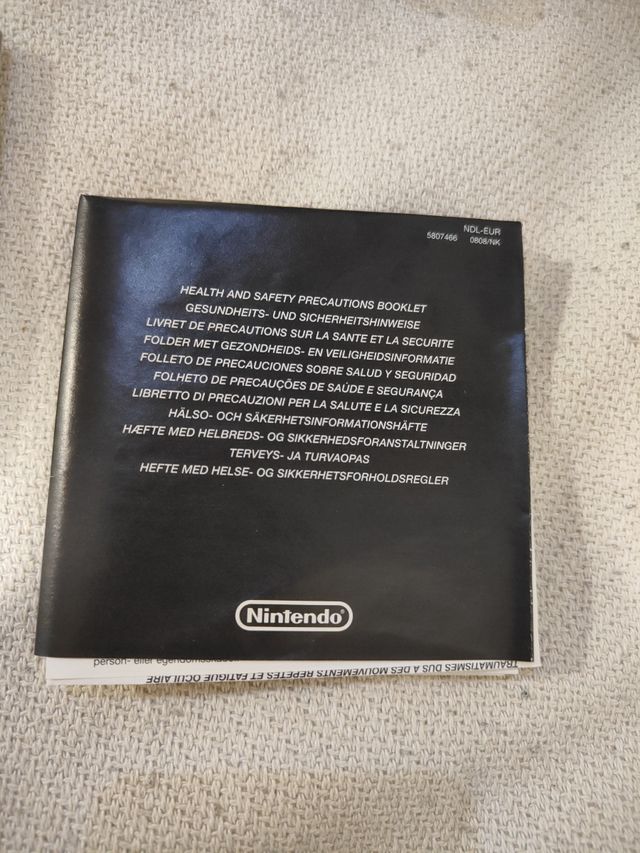 NDL-EUR
5807466 0808/NK
HEALTH AND SAFETY PRECAUTIONS BOOKLET
GESUNDHEITS- UND SICHERHEITSHINWEISE
LIVRET DE PRECAUTIONS SUR LA SANTE ET LA SECURITE
FOLDER MET GEZONDHEIDS- EN VEILIGHEIDSINFORMATIE
FOLLETO DE PRECAUCIONES SOBRE SALUD Y SEGURIDAD
FOLHETO DE PRECAUÇÕES DE SAÚDE E SEGURANÇA
LIBRETTO DI PRECAUZIONI PER LA SALUTE E LA SICUREZZA
HÄLSO- OCH SÄKERHETSINFORMATIONSHÄFTE
HÆFTE MED HELBREDS- OG SIKKERHEDSFORANSTALTNINGER
TERVEYS- JA TURVAOPAS
HEFTE MED HELSE- OG SIKKERHETSFORHOLDSREGLER
Nintendo®
person- eller
TRAUMATISMES DUS A DES MOUVEMENTS REPETES ET FATIGUE OCULAIRE